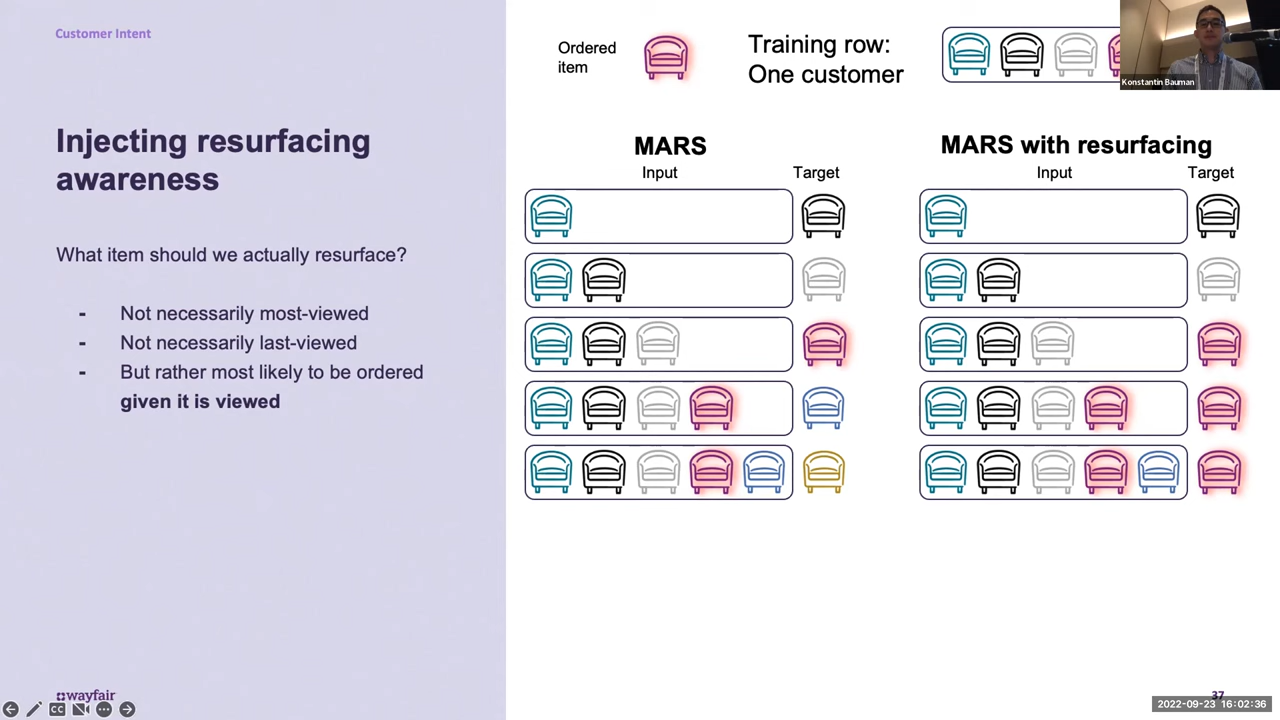 Customer Intent
Injecting resurfacing
awareness
What item should we actually resurface?
- Not necessarily most-viewed
- Not necessarily last-viewed
- But rather most likely to be ordered
given it is viewed
Ordered
item
Training row:
One customer
Konstantin Bauman
MARS
Input
Target
MARS with resurfacing
Input
Target
wayfair
CC
37
2022-09-23 16:02:36